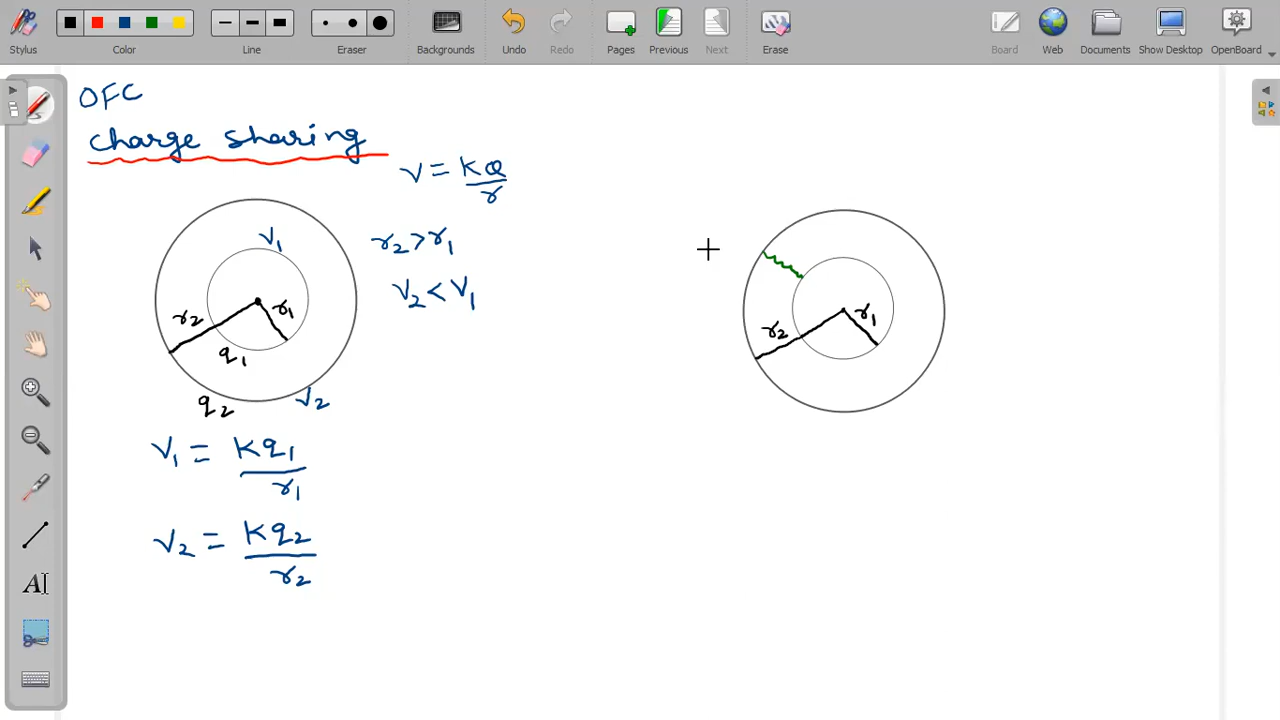 Stylus
Color
Line
Eraser
Backgrounds
Undo
Redo
Pages
Previous
Next
Erase
Board
Web
Documents
Show Desktop
OpenBoard
OFC
Charge sharing
V = KQ/r
V1
r2 > r1
V2 < V1
r2
r1
q1
q2
V2
V1 = Kq1/r1
V2 = Kq2/r2
r2
r1